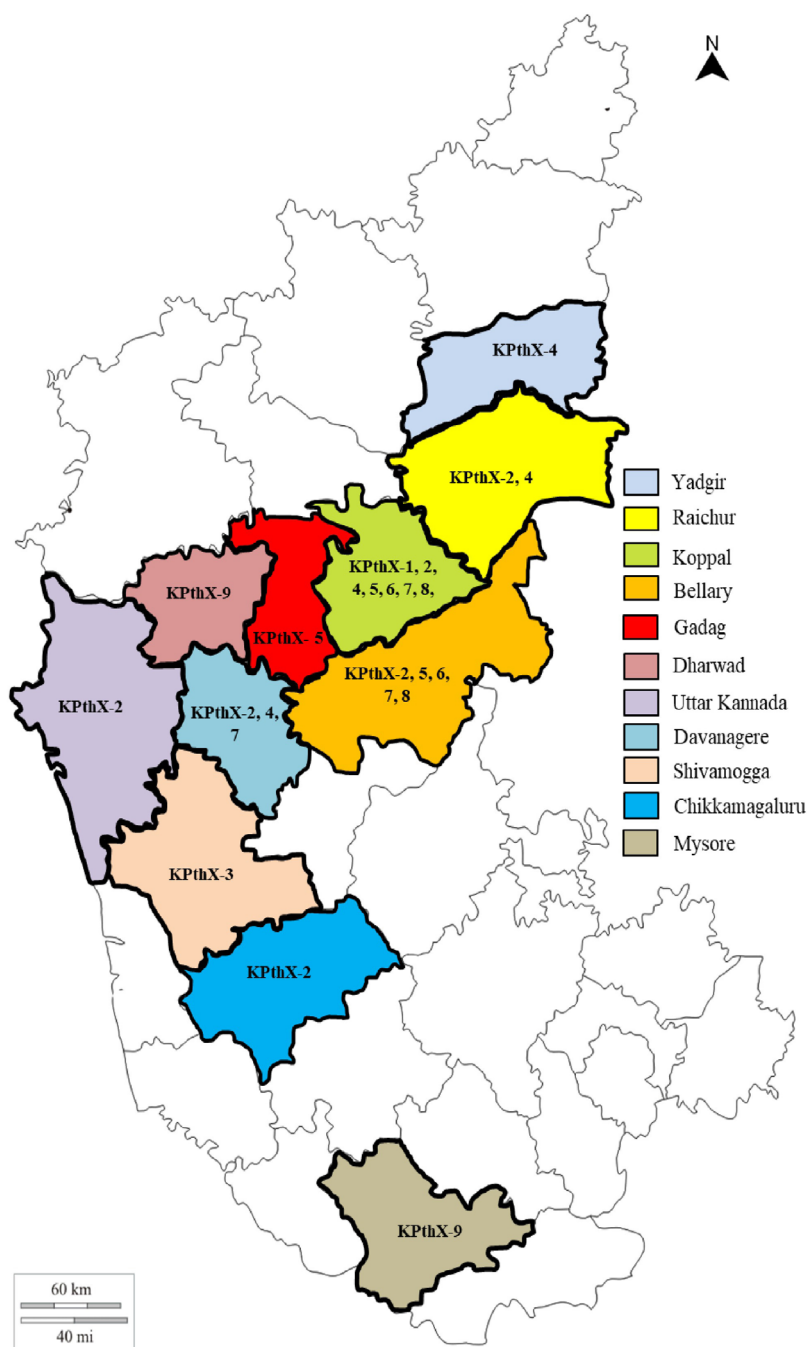 N
KPthX-4
KPthX-2, 4
KPthX-1, 2,
4, 5, 6, 7, 8,
KPthX-9
KPthX- 5
KPthX-2, 5, 6,
7, 8
KPthX-2
KPthX-2, 4,
7
KPthX-3
KPthX-2
KPthX-9
Yadgir
Raichur
Koppal
Bellary
Gadag
Dharwad
Uttar Kannada
Davanagere
Shivamogga
Chikkamagaluru
Mysore
60 km
40 mi